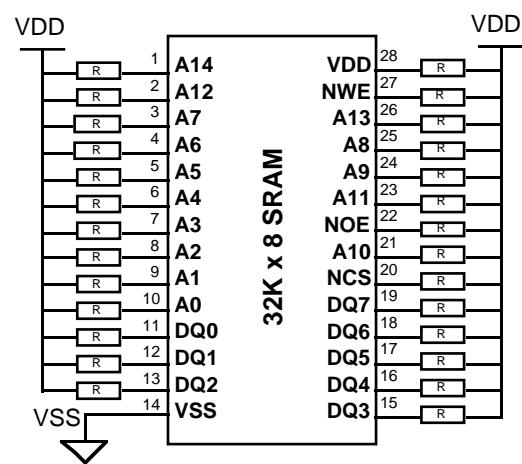 VDD
VDD
R 1 A14 VDD 28 R
R 2 A12 NWE 27 R
R 3 A7 A13 26 R
R 4 A6 A8 25 R
R 5 A5 A9 24 R
R 6 A4 A11 23 R
R 7 A3 NOE 22 R
R 8 A2 A10 21 R
R 9 A1 NCS 20 R
R 10 A0 DQ7 19 R
R 11 DQ0 DQ6 18 R
R 12 DQ1 DQ5 17 R
R 13 DQ2 DQ4 16 R
VSS 14 VSS DQ3 15 R
32K x 8 SRAM